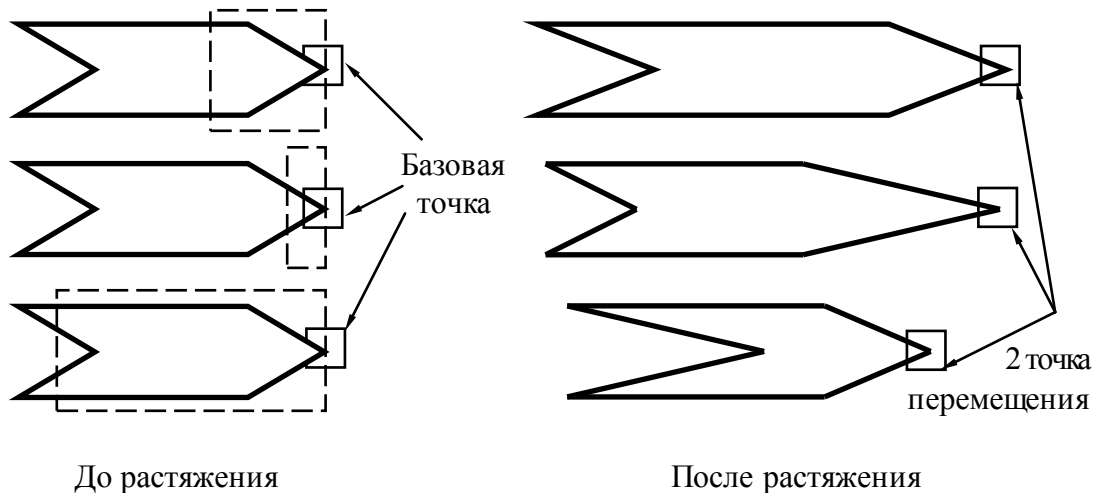 Базовая
точка
2 точка
перемещения
До растяжения
После растяжения